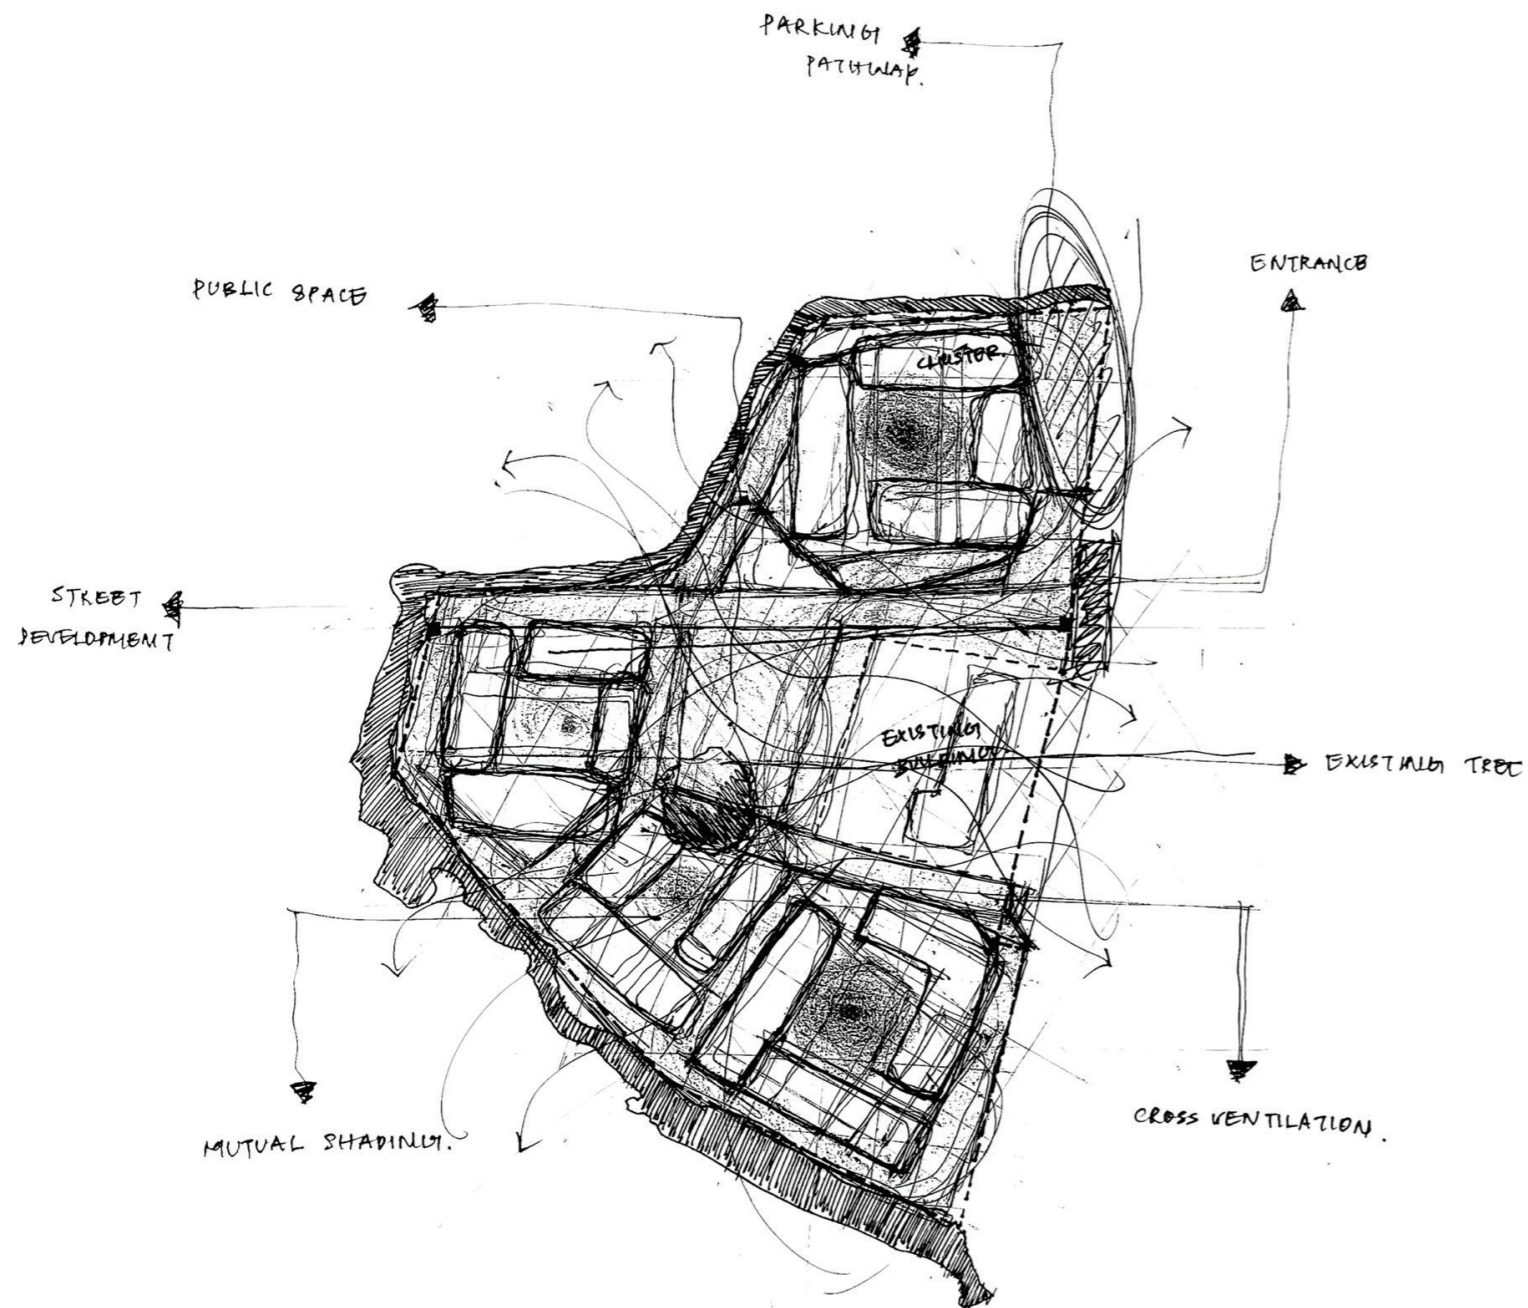 PARKING
PATHWAY.
ENTRANCE
PUBLIC SPACE
CLUSTER.
STREET
DEVELOPMENT
EXISTING
BUILDING
EXISTING TREE
CROSS VENTILATION.
MUTUAL SHADING.